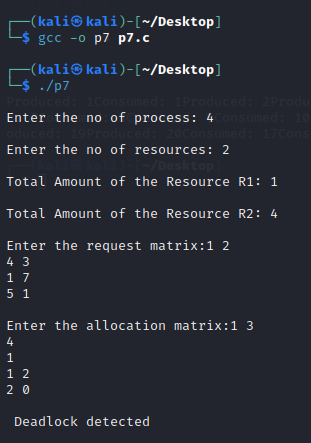 ┌──(kali㉿kali)-[~/Desktop]
└─$ gcc -o p7 p7.c
┌──(kali㉿kali)-[~/Desktop]
└─$ ./p7
Enter the no of process: 4
Enter the no of resources: 2
Total Amount of the Resource R1: 1
Total Amount of the Resource R2: 4
Enter the request matrix:1 2
4 3
1 7
5 1
Enter the allocation matrix:1 3
4
1
1 2
2 0
Deadlock detected